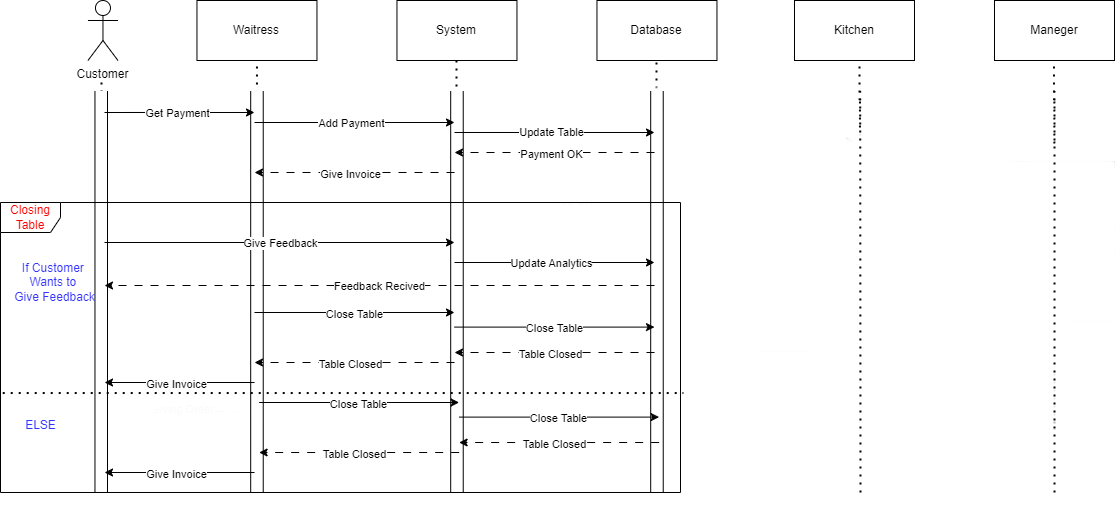 Customer
Waitress
System
Database
Kitchen
Maneger
Get Payment
Add Payment
Update Table
Payment OK
Give Invoice
Closing
Table
Give Feedback
If Customer
Wants to
Give Feedback
Update Analytics
Feedback Recived
Close Table
Close Table
Table Closed
Table Closed
Give Invoice
ELSE
Close Table
Close Table
Table Closed
Table Closed
Give Invoice